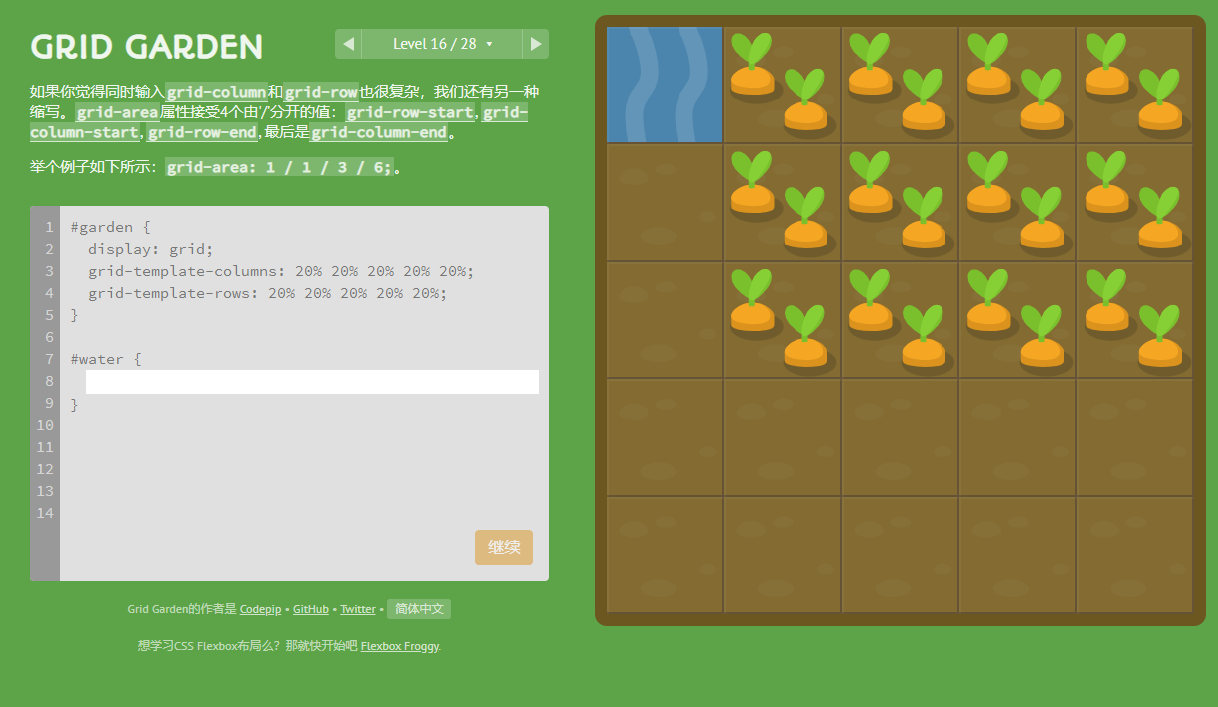 GRID GARDEN
Level 16 / 28
如果你觉得同时输入grid-column和grid-row也很复杂，我们还有另一种
缩写。grid-area属性接受4个由'/'分开的值：grid-row-start, grid-
column-start, grid-row-end, 最后是grid-column-end。
举个例子如下所示：grid-area: 1 / 1 / 3 / 6;。
1 #garden {
2   display: grid;
3   grid-template-columns: 20% 20% 20% 20% 20%;
4   grid-template-rows: 20% 20% 20% 20% 20%;
5 }
6
7 #water {
8
9 }
10
11
12
13
14
继续
Grid Garden的作者是 Codepip • GitHub • Twitter • 简体中文
想学习CSS Flexbox布局么？那就快开始吧 Flexbox Froggy.